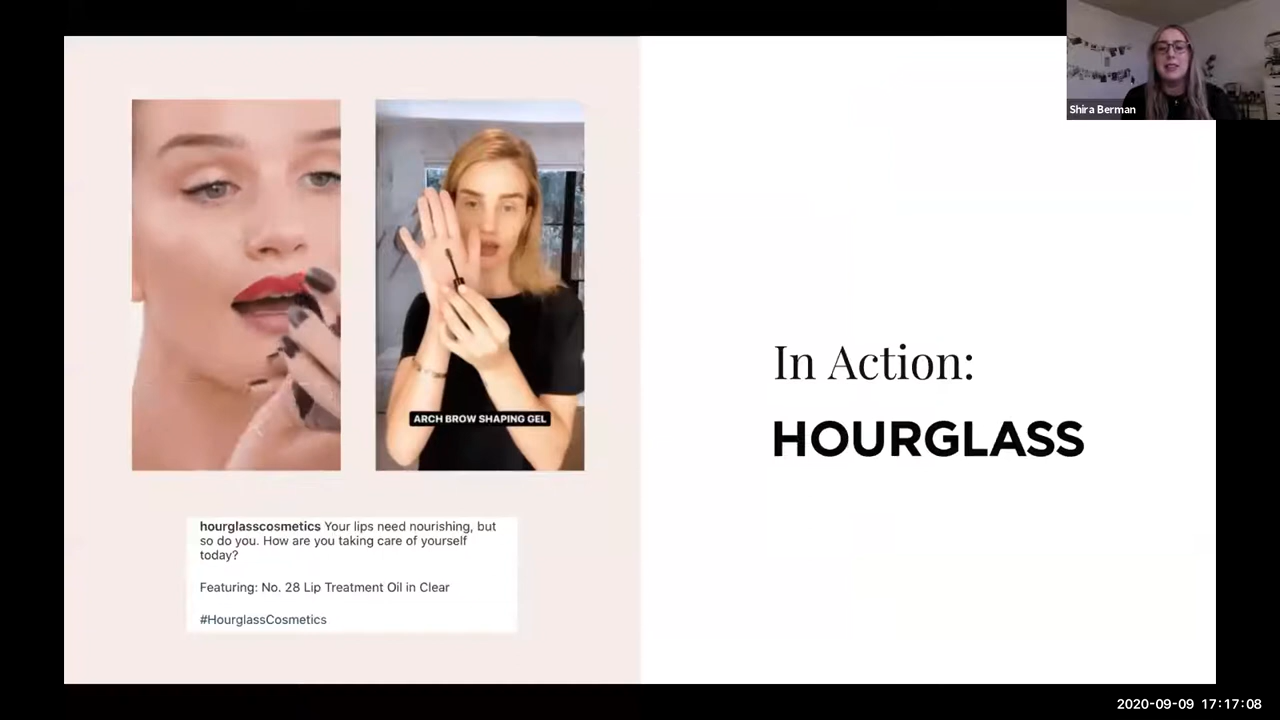 Shira Berman
ARCH BROW SHAPING GEL
In Action:
HOURGLASS
hourglasscosmetics Your lips need nourishing, but
so do you. How are you taking care of yourself
today?
Featuring: No. 28 Lip Treatment Oil in Clear
#HourglassCosmetics
2020-09-09 17:17:08